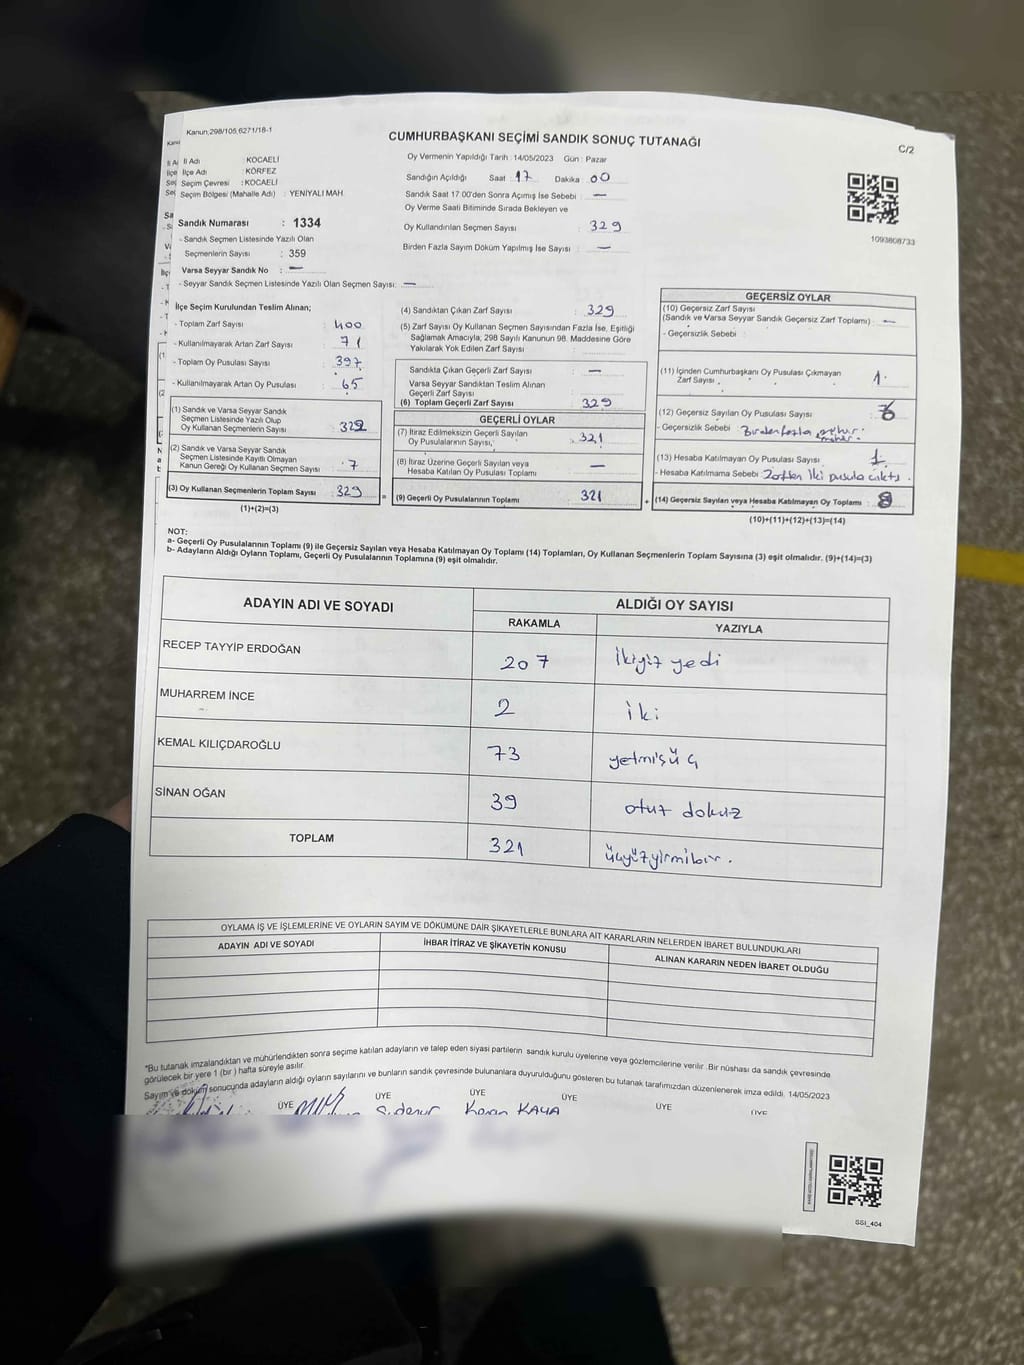 Kanun,298/105,6271/18-1
CUMHURBAŞKANI SEÇİMİ SANDIK SONUÇ TUTANAĞI
C/2
İl Adı : KOCAELİ
İlçe Adı : KÖRFEZ
Seçim Çevresi : KOCAELİ
Seçim Bölgesi (Mahalle Adı) : YENİYALI MAH.
Oy Vermenin Yapıldığı Tarih : 14/05/2023 Gün : Pazar
Sandığın Açıldığı Saat 17 Dakika 00
Sandık Saat 17.00'den Sonra Açımış İse Sebebi : —
Oy Verme Saati Bitiminde Sırada Bekleyen ve
Oy Kullandırılan Seçmen Sayısı : 329
Birden Fazla Sayım Döküm Yapılmış İse Sayısı : —
1093808733
Sandık Numarası : 1334
- Sandık Seçmen Listesinde Yazılı Olan
Seçmenlerin Sayısı : 359
Varsa Seyyar Sandık No : —
- Seyyar Sandık Seçmen Listesinde Yazılı Olan Seçmen Sayısı: —
İlçe Seçim Kurulundan Teslim Alınan;
- Toplam Zarf Sayısı : 400
- Kullanılmayarak Artan Zarf Sayısı : 71
- Toplam Oy Pusulası Sayısı : 397
- Kullanılmayarak Artan Oy Pusulası : 65
(1) Sandık ve Varsa Seyyar Sandık
Seçmen Listesinde Yazılı Olup
Oy Kullanan Seçmenlerin Sayısı : 322
(2) Sandık ve Varsa Seyyar Sandık
Seçmen Listesinde Kayıtlı Olmayan
Kanun Gereği Oy Kullanan Seçmen Sayısı : 7
(3) Oy Kullanan Seçmenlerin Toplam Sayısı : 329
(1)+(2)=(3)
(4) Sandıktan Çıkan Zarf Sayısı : 329
(5) Zarf Sayısı Oy Kullanan Seçmen Sayısından Fazla İse, Eşitliği
Sağlamak Amacıyla, 298 Sayılı Kanunun 98. Maddesine Göre
Yakılarak Yok Edilen Zarf Sayısı :
Sandıkta Çıkan Geçerli Zarf Sayısı : —
Varsa Seyyar Sandıktan Teslim Alınan
Geçerli Zarf Sayısı :
(6) Toplam Geçerli Zarf Sayısı : 329
GEÇERLİ OYLAR
(7) İtiraz Edilmeksizin Geçerli Sayılan
Oy Pusulalarının Sayısı, : 321
(8) İtiraz Üzerine Geçerli Sayılan veya
Hesaba Katılan Oy Pusulası Toplamı : —
(9) Geçerli Oy Pusulalarının Toplamı : 321
GEÇERSİZ OYLAR
(10) Geçersiz Zarf Sayısı
(Sandık ve Varsa Seyyar Sandık Geçersiz Zarf Toplamı) : —
- Geçersizlik Sebebi :
(11) İçinden Cumhurbaşkanı Oy Pusulası Çıkmayan
Zarf Sayısı : 1
(12) Geçersiz Sayılan Oy Pusulası Sayısı : 6
- Geçersizlik Sebebi Birden fazla mühür.
(13) Hesaba Katılmayan Oy Pusulası Sayısı : 1
- Hesaba Katılmama Sebebi : Zarftan iki pusula çıktı.
(14) Geçersiz Sayılan veya Hesaba Katılmayan Oy Toplamı : 8
(10)+(11)+(12)+(13)=(14)
NOT:
a- Geçerli Oy Pusulalarının Toplamı (9) ile Geçersiz Sayılan veya Hesaba Katılmayan Oy Toplamı (14) Toplamları, Oy Kullanan Seçmenlerin Toplam Sayısına (3) eşit olmalıdır. (9)+(14)=(3)
b- Adayların Aldığı Oyların Toplamı, Geçerli Oy Pusulalarının Toplamına (9) eşit olmalıdır.
ADAYIN ADI VE SOYADI ALDIĞI OY SAYISI
RAKAMLA YAZIYLA
RECEP TAYYİP ERDOĞAN 207 ikiyüz yedi
MUHARREM İNCE 2 iki
KEMAL KILIÇDAROĞLU 73 yetmişüç
SİNAN OĞAN 39 otuz dokuz
TOPLAM 321 üçyüzyirmibir.
OYLAMA İŞ VE İŞLEMLERİNE VE OYLARIN SAYIM VE DÖKÜMÜNE DAİR ŞİKAYETLERLE BUNLARA AİT KARARLARIN NELERDEN İBARET BULUNDUKLARI
ADAYIN ADI VE SOYADI İHBAR İTİRAZ VE ŞİKAYETİN KONUSU ALINAN KARARIN NEDEN İBARET OLDUĞU
*Bu tutanak imzalandıktan ve mühürlendikten sonra seçime katılan adayların ve talep eden siyasi partilerin sandık kurulu üyelerine veya gözlemcilerine verilir .Bir nüshası da sandık çevresinde
görülecek bir yere 1 (bir ) hafta süreyle asılır.
Sayım ve döküm sonucunda adayların aldığı oyların sayılarını ve bunların sandık çevresinde bulunanlara duyurulduğunu gösteren bu tutanak tarafımızdan düzenlenerek imza edildi. 14/05/2023
ÜYE ÜYE ÜYE ÜYE ÜYE ÜYE
KAYA
SSI_404